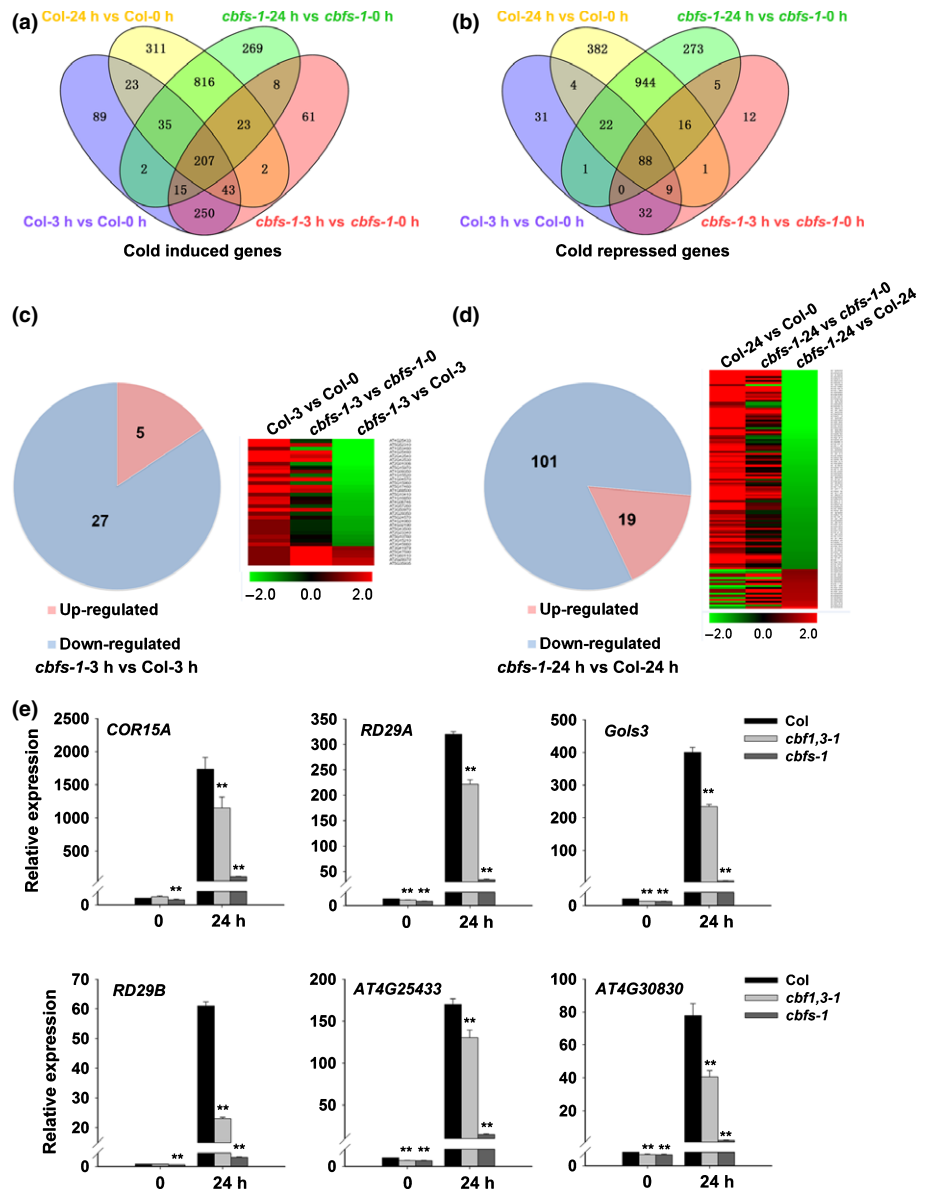 (a)
Col-24 h vs Col-0 h
cbfs-1-24 h vs cbfs-1-0 h
311
269
23
816
8
89
35
23
61
207
2
2
15
43
250
Col-3 h vs Col-0 h
cbfs-1-3 h vs cbfs-1-0 h
Cold induced genes
(b)
Col-24 h vs Col-0 h
cbfs-1-24 h vs cbfs-1-0 h
382
273
4
944
5
31
22
16
12
88
1
1
0
9
32
Col-3 h vs Col-0 h
cbfs-1-3 h vs cbfs-1-0 h
Cold repressed genes
(c)
5
27
Up-regulated
Down-regulated
cbfs-1-3 h vs Col-3 h
Col-3 vs Col-0
cbfs-1-3 vs cbfs-1-0
cbfs-1-3 vs Col-3
–2.0 0.0 2.0
(d)
101
19
Up-regulated
Down-regulated
cbfs-1-24 h vs Col-24 h
Col-24 vs Col-0
cbfs-1-24 vs cbfs-1-0
cbfs-1-24 vs Col-24
–2.0 0.0 2.0
(e)
Relative expression
COR15A
2500
2000
1500
1000
500
0
**
**
**
0 24 h
RD29A
350
300
250
200
150
100
50
0
** **
**
**
0 24 h
Gols3
500
400
300
200
100
0
** **
**
**
0 24 h
Col
cbf1,3-1
cbfs-1
Relative expression
RD29B
70
60
50
40
30
20
0
**
**
**
0 24 h
AT4G25433
200
150
100
50
0
** **
**
**
0 24 h
AT4G30830
100
80
60
40
20
0
** **
**
**
0 24 h
Col
cbf1,3-1
cbfs-1